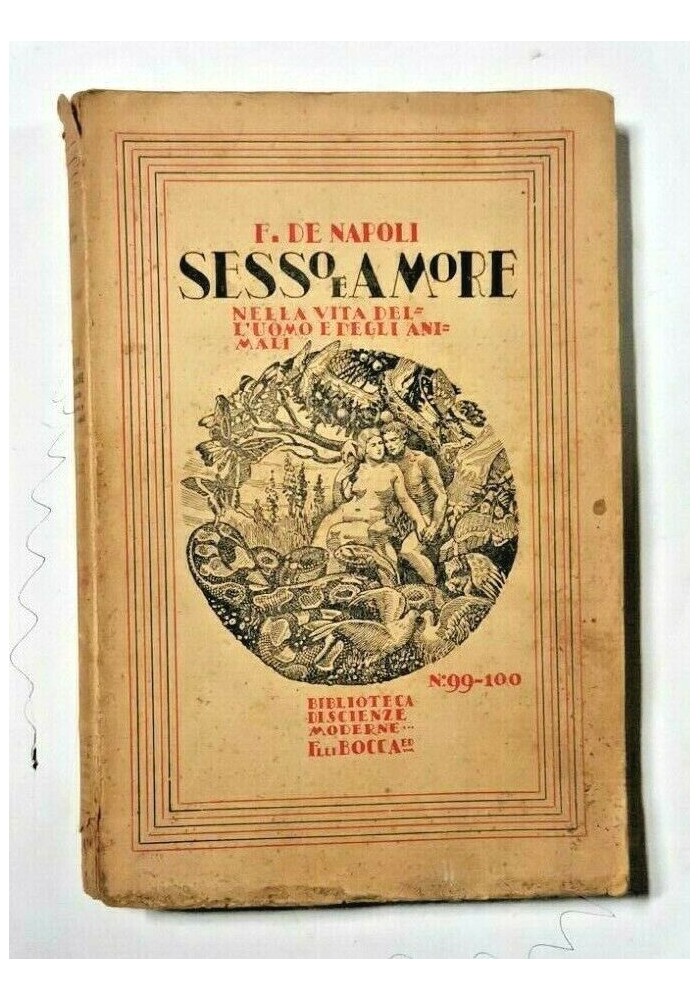 F. DE NAPOLI
SESSO E AMORE
NELLA VITA DEL=
L'UOMO E DEGLI ANI=
MALI
Nº.99-100
BIBLIOTECA
DI SCIENZE
MODERNE...
F.LLI BOCCA ED